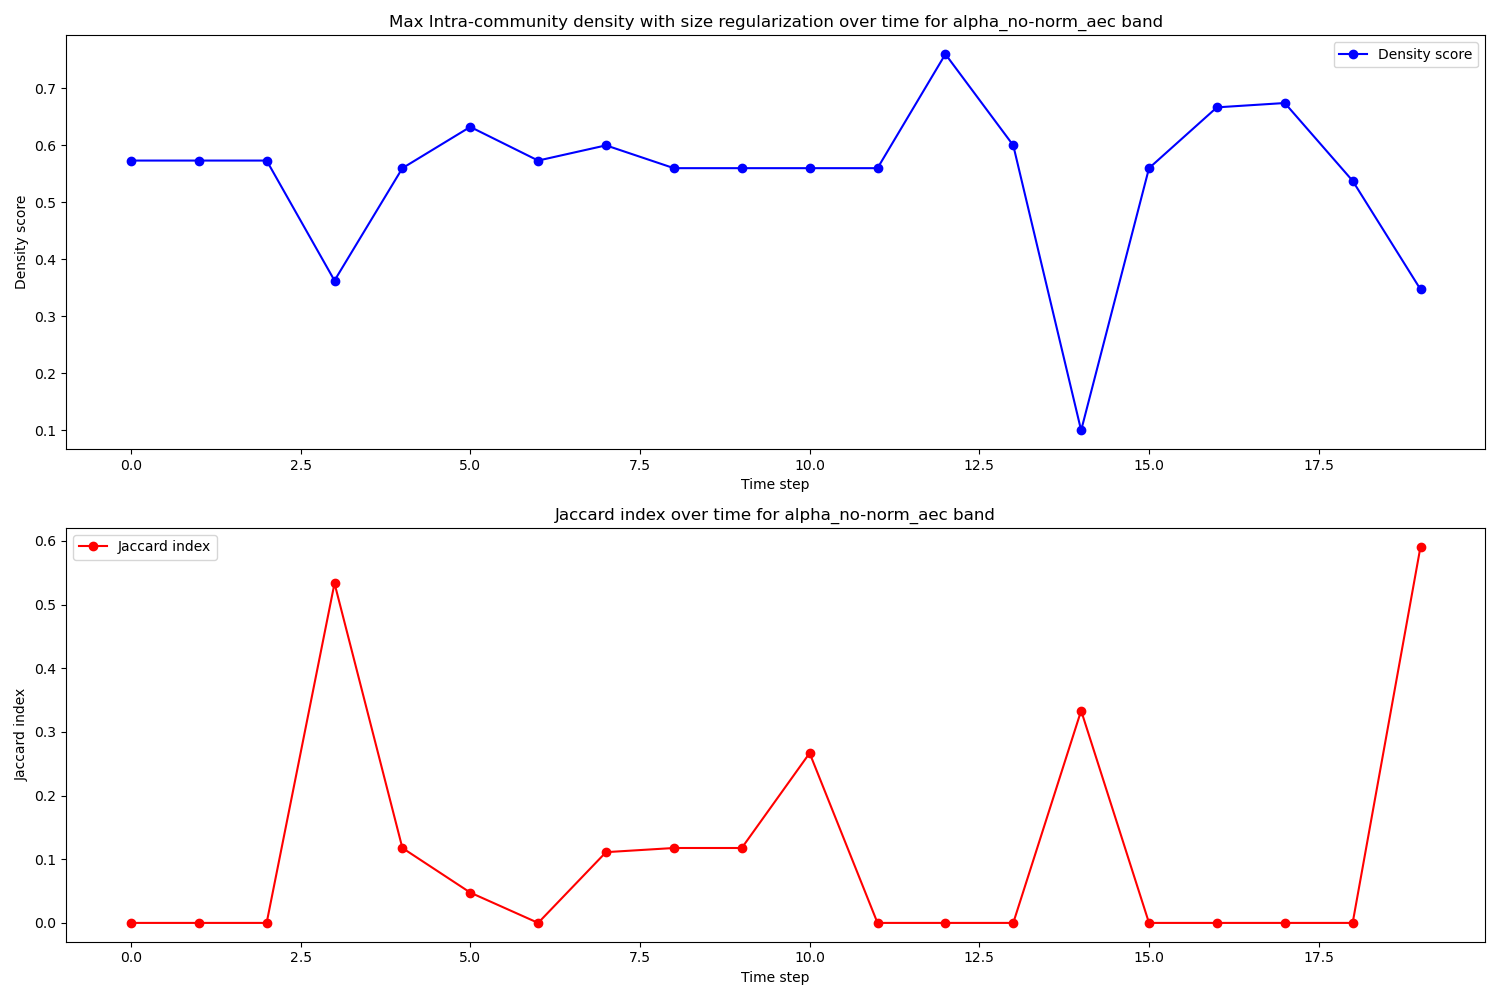 Max Intra-community density with size regularization over time for alpha_no-norm_aec band
Density score
Density score
0.7
0.6
0.5
0.4
0.3
0.2
0.1
0.0 2.5 5.0 7.5 10.0 12.5 15.0 17.5
Time step
Jaccard index over time for alpha_no-norm_aec band
Jaccard index
Jaccard index
0.6
0.5
0.4
0.3
0.2
0.1
0.0
0.0 2.5 5.0 7.5 10.0 12.5 15.0 17.5
Time step